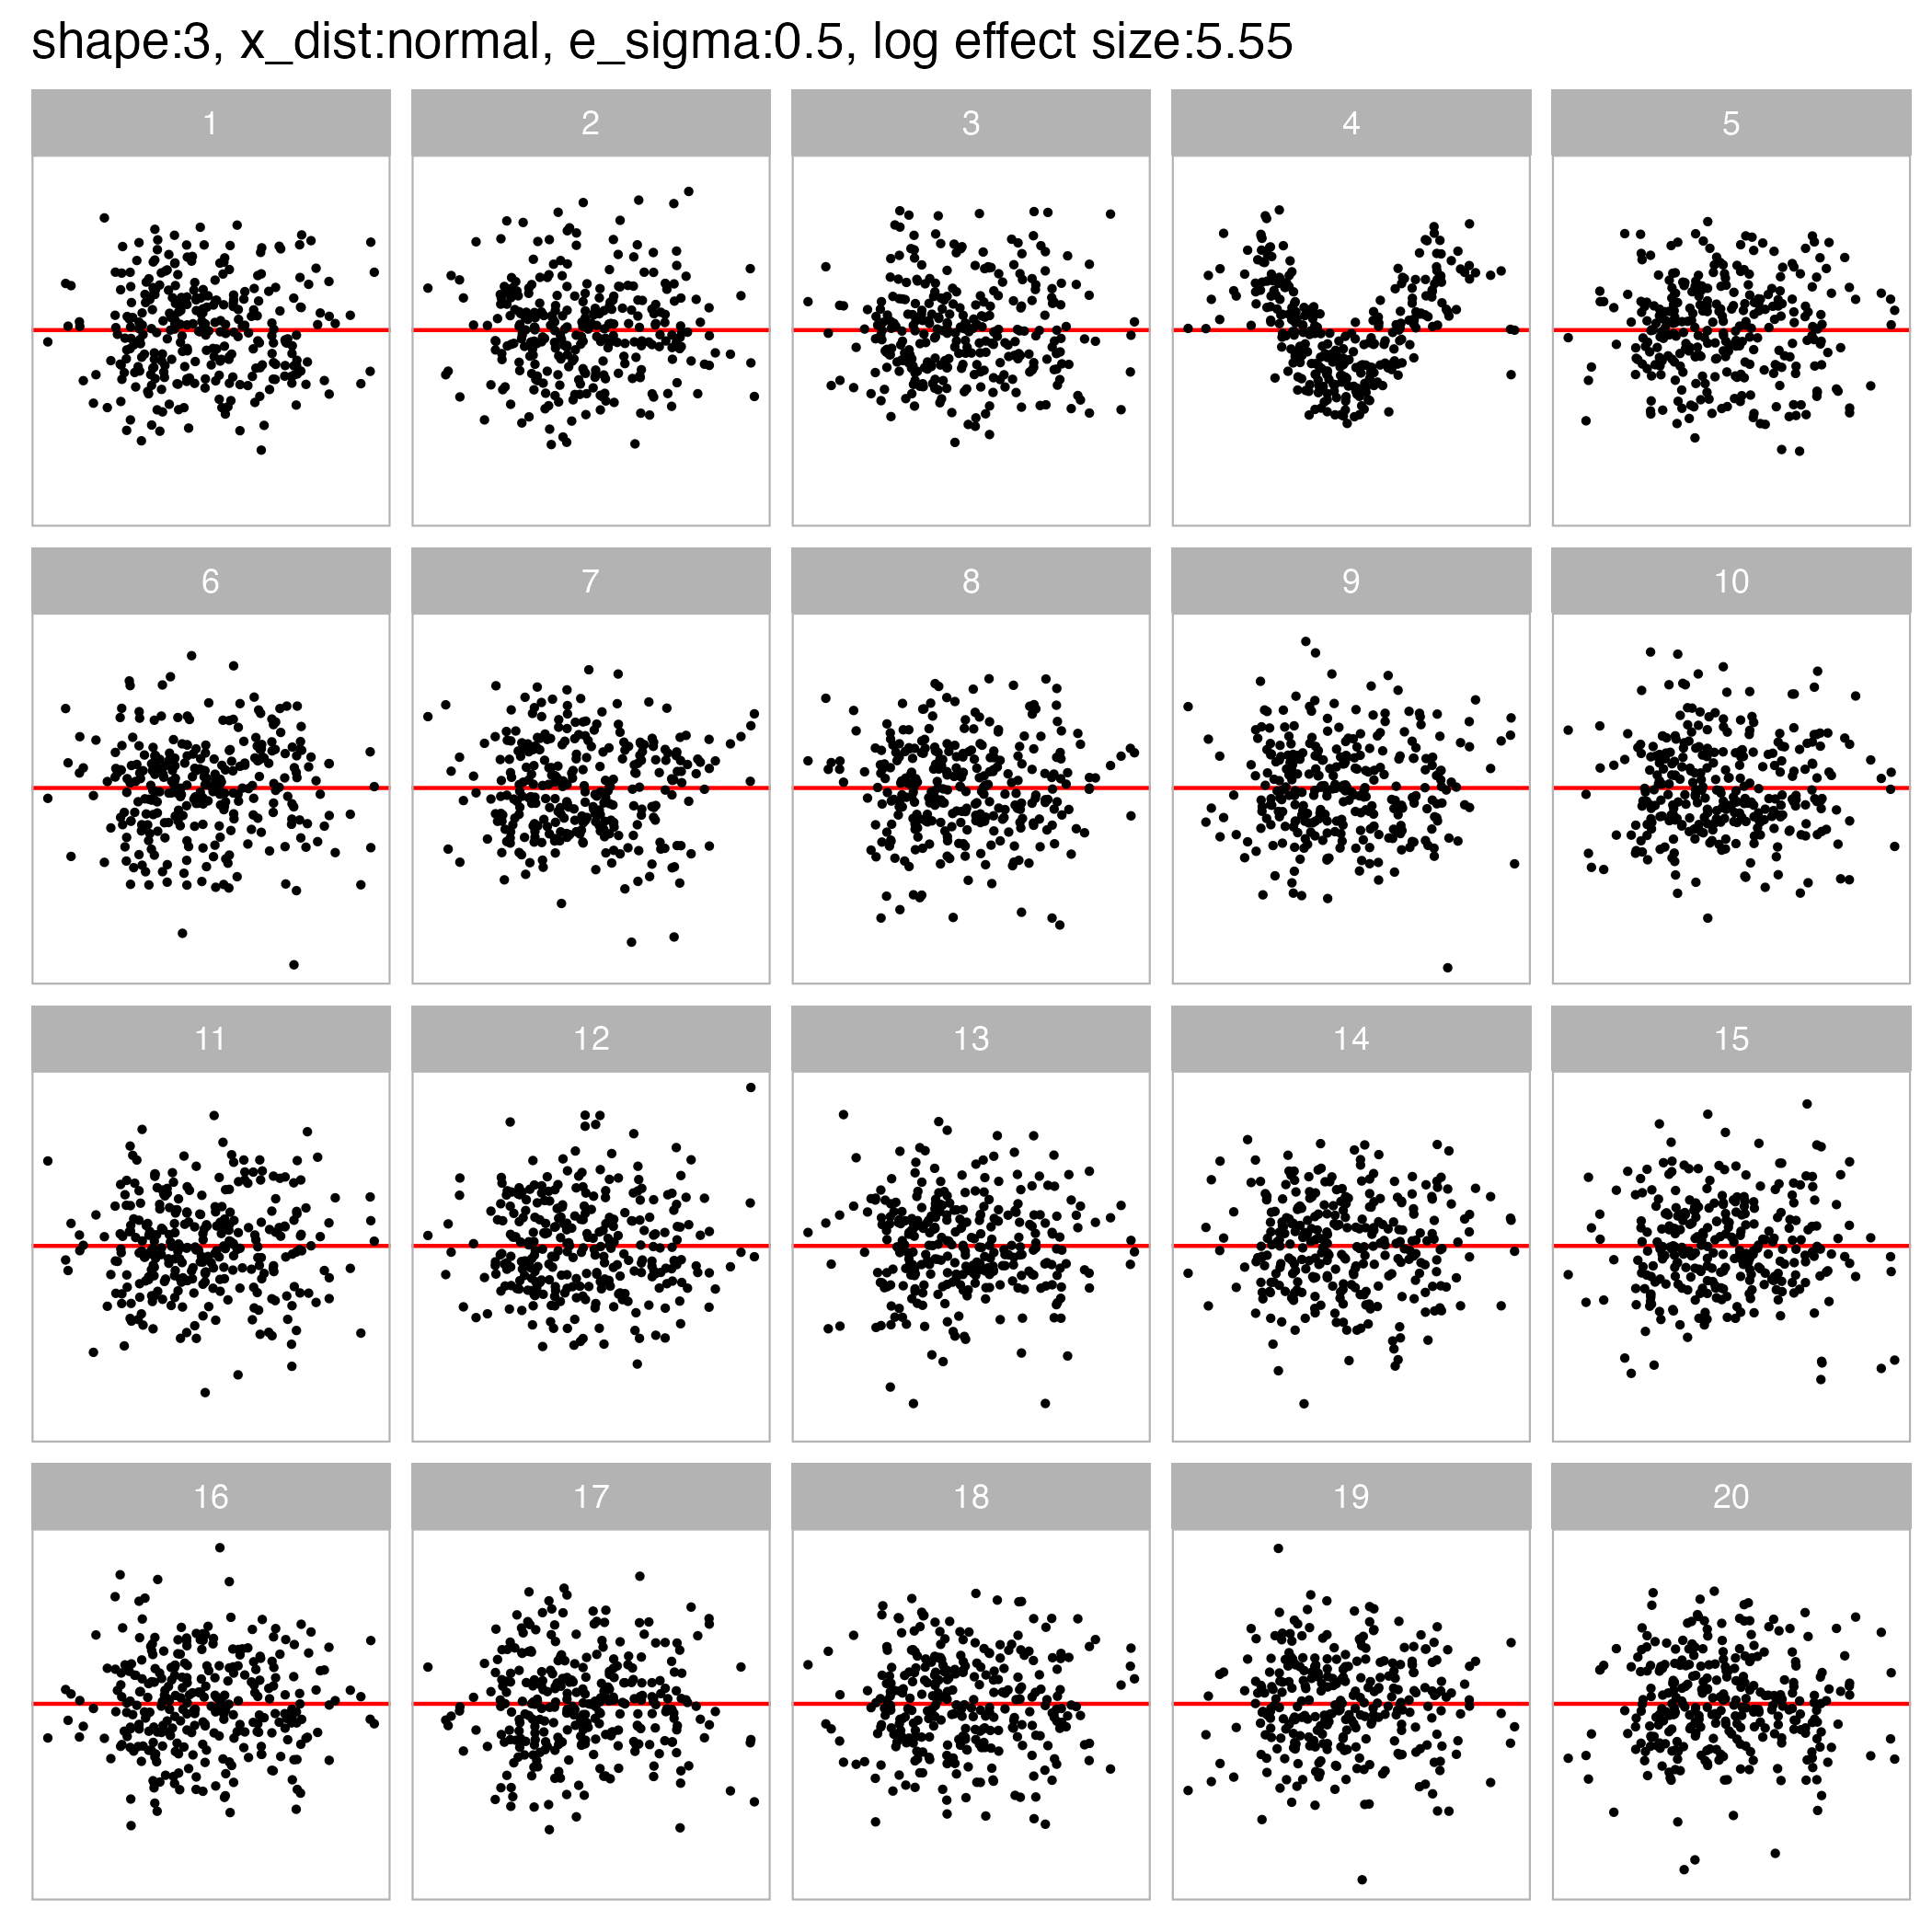 shape:3, x_dist:normal, e_sigma:0.5, log effect size:5.55
1 2 3 4 5
6 7 8 9 10
11 12 13 14 15
16 17 18 19 20